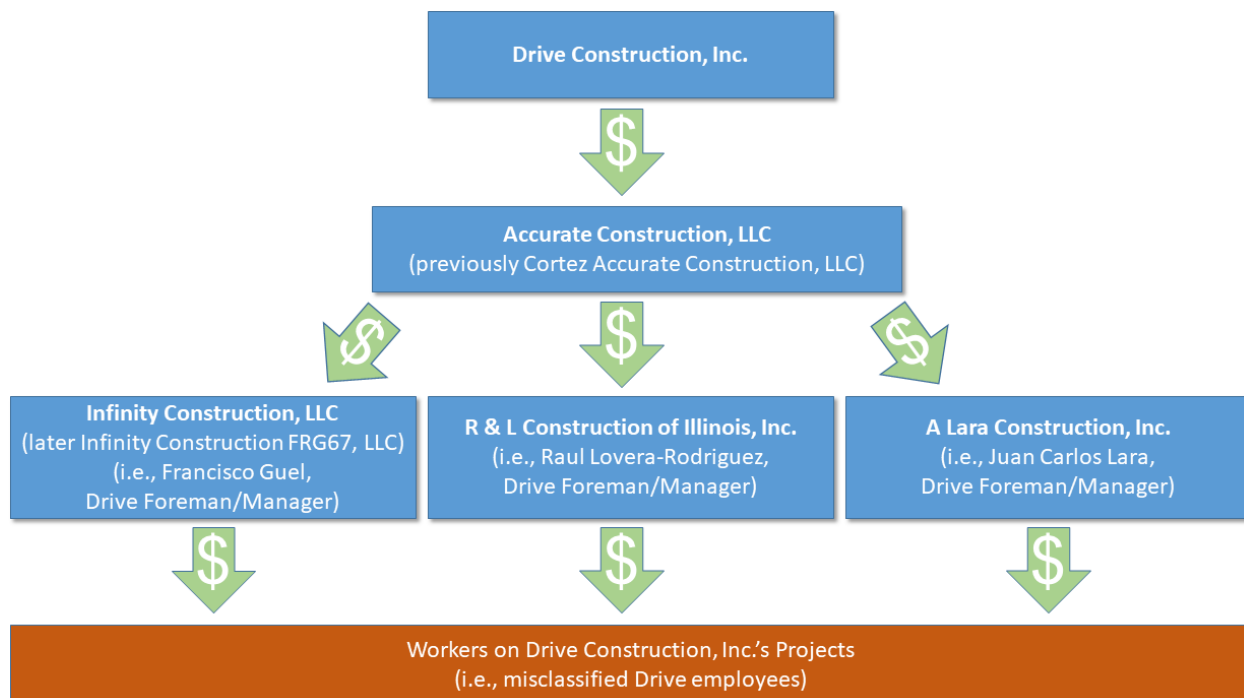 Drive Construction, Inc.
$
Accurate Construction, LLC
(previously Cortez Accurate Construction, LLC)
$
$
$
Infinity Construction, LLC
(later Infinity Construction FRG67, LLC)
(i.e., Francisco Guel,
Drive Foreman/Manager)
R & L Construction of Illinois, Inc.
(i.e., Raul Lovera-Rodriguez,
Drive Foreman/Manager)
A Lara Construction, Inc.
(i.e., Juan Carlos Lara,
Drive Foreman/Manager)
$
$
$
Workers on Drive Construction, Inc.’s Projects
(i.e., misclassified Drive employees)